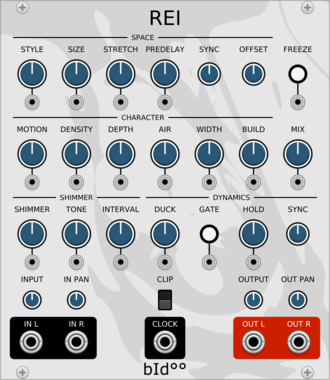 REI
SPACE
STYLE SIZE STRETCH PREDELAY SYNC OFFSET FREEZE
CHARACTER
MOTION DENSITY DEPTH AIR WIDTH BUILD MIX
SHIMMER DYNAMICS
SHIMMER TONE INTERVAL DUCK GATE HOLD SYNC
INPUT IN PAN CLIP OUTPUT OUT PAN
IN L IN R CLOCK OUT L OUT R
bId°°